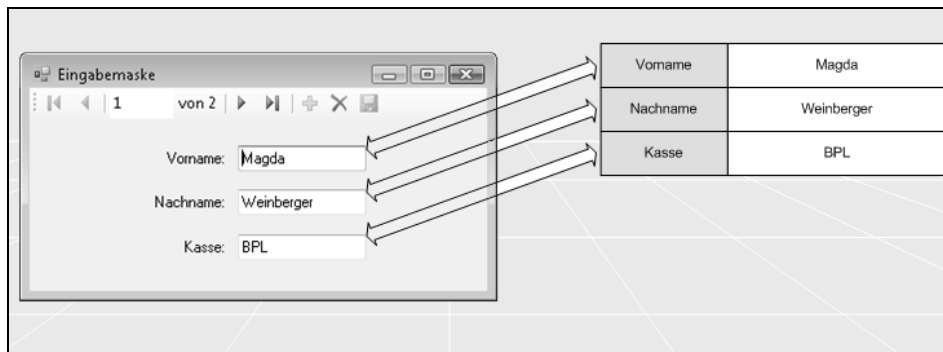 Eingabemaske
1 von 2
Vorname: Magda
Nachname: Weinberger
Kasse: BPL
Vorname Magda
Nachname Weinberger
Kasse BPL